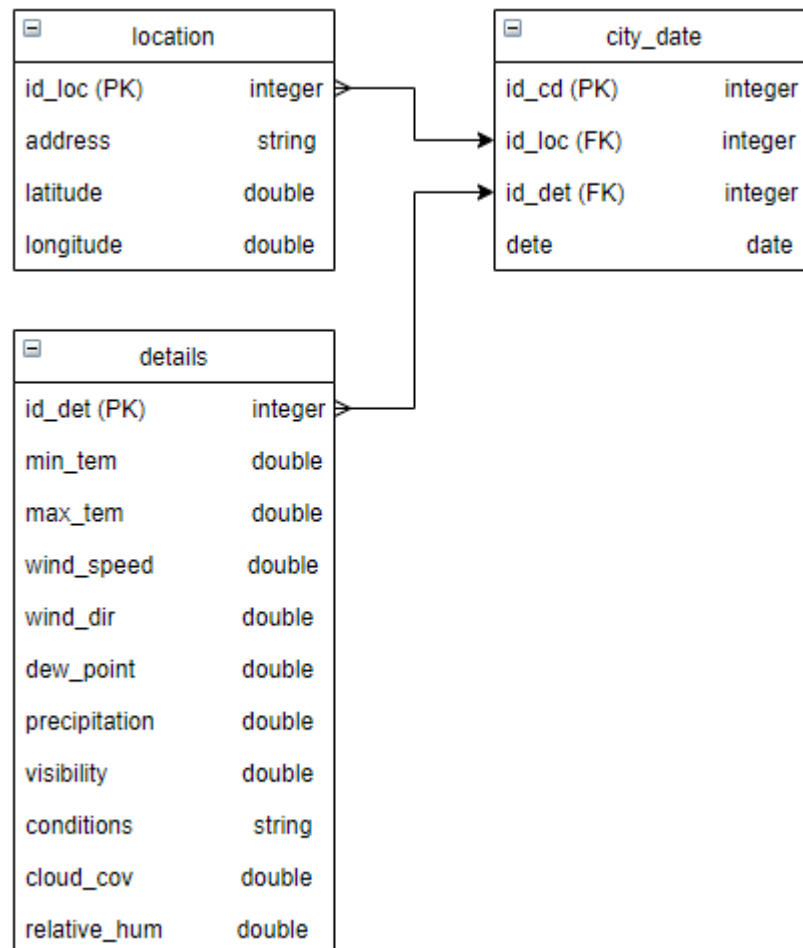 location
id_loc (PK) integer
address string
latitude double
longitude double
city_date
id_cd (PK) integer
id_loc (FK) integer
id_det (FK) integer
dete date
details
id_det (PK) integer
min_tem double
max_tem double
wind_speed double
wind_dir double
dew_point double
precipitation double
visibility double
conditions string
cloud_cov double
relative_hum double